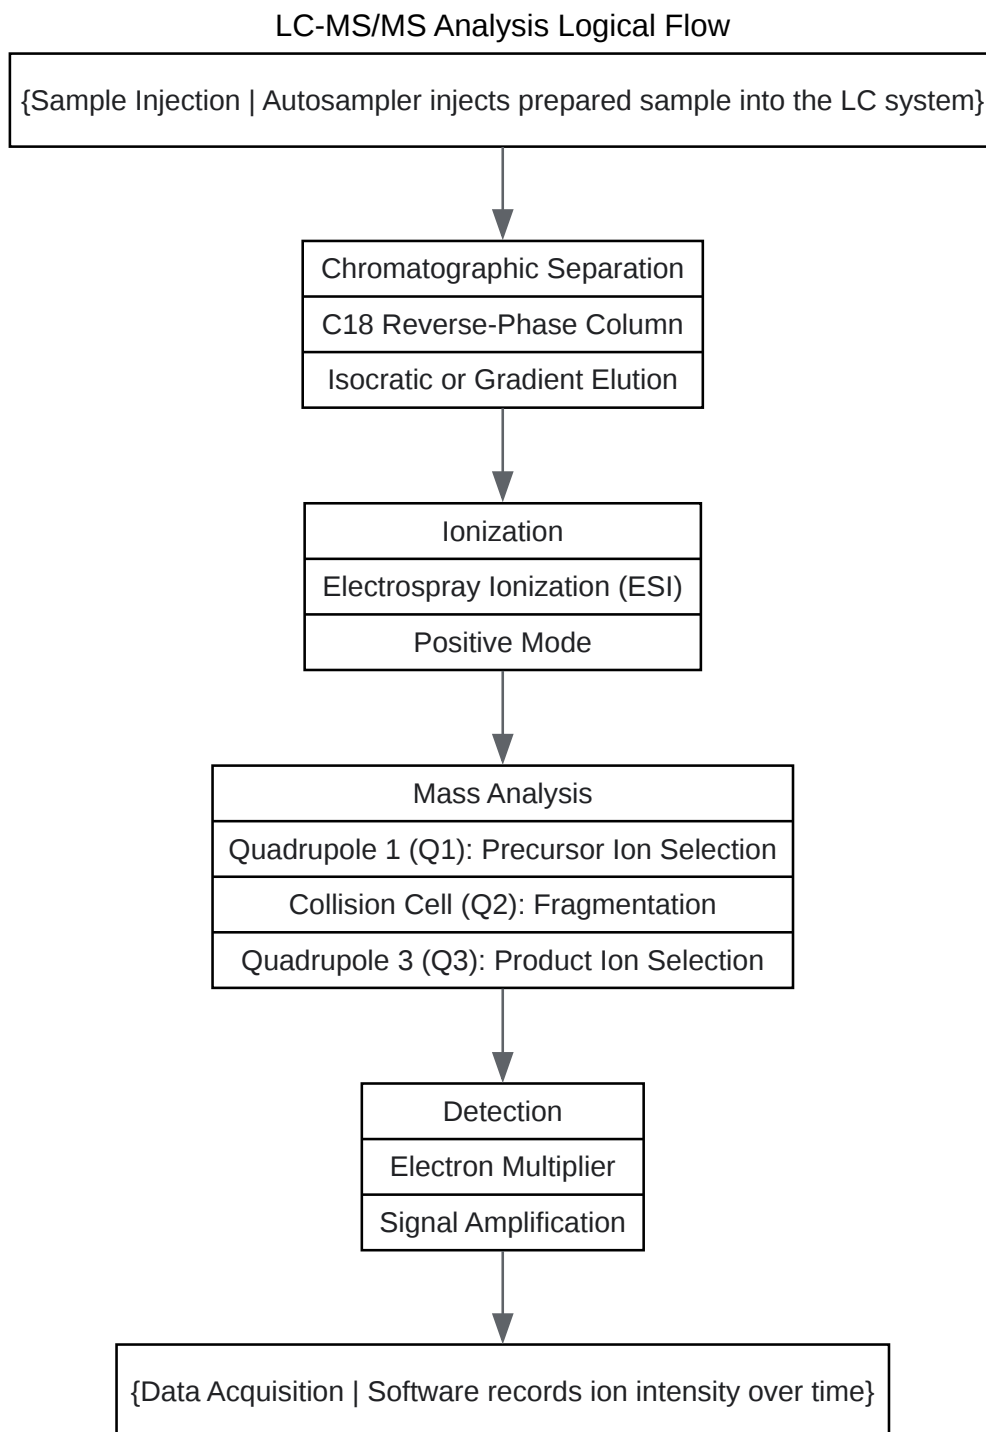 LC-MS/MS Analysis Logical Flow
{Sample Injection | Autosampler injects prepared sample into the LC system}
Chromatographic Separation
C18 Reverse-Phase Column
Isocratic or Gradient Elution
Ionization
Electrospray Ionization (ESI)
Positive Mode
Mass Analysis
Quadrupole 1 (Q1): Precursor Ion Selection
Collision Cell (Q2): Fragmentation
Quadrupole 3 (Q3): Product Ion Selection
Detection
Electron Multiplier
Signal Amplification
{Data Acquisition | Software records ion intensity over time}